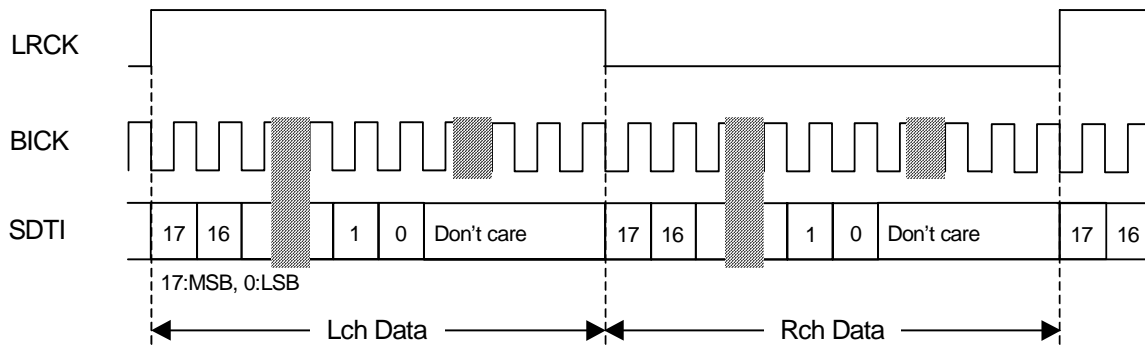 LRCK
BICK
SDTI
17 16 1 0 Don't care 17 16 1 0 Don't care 17 16
17:MSB, 0:LSB
Lch Data Rch Data